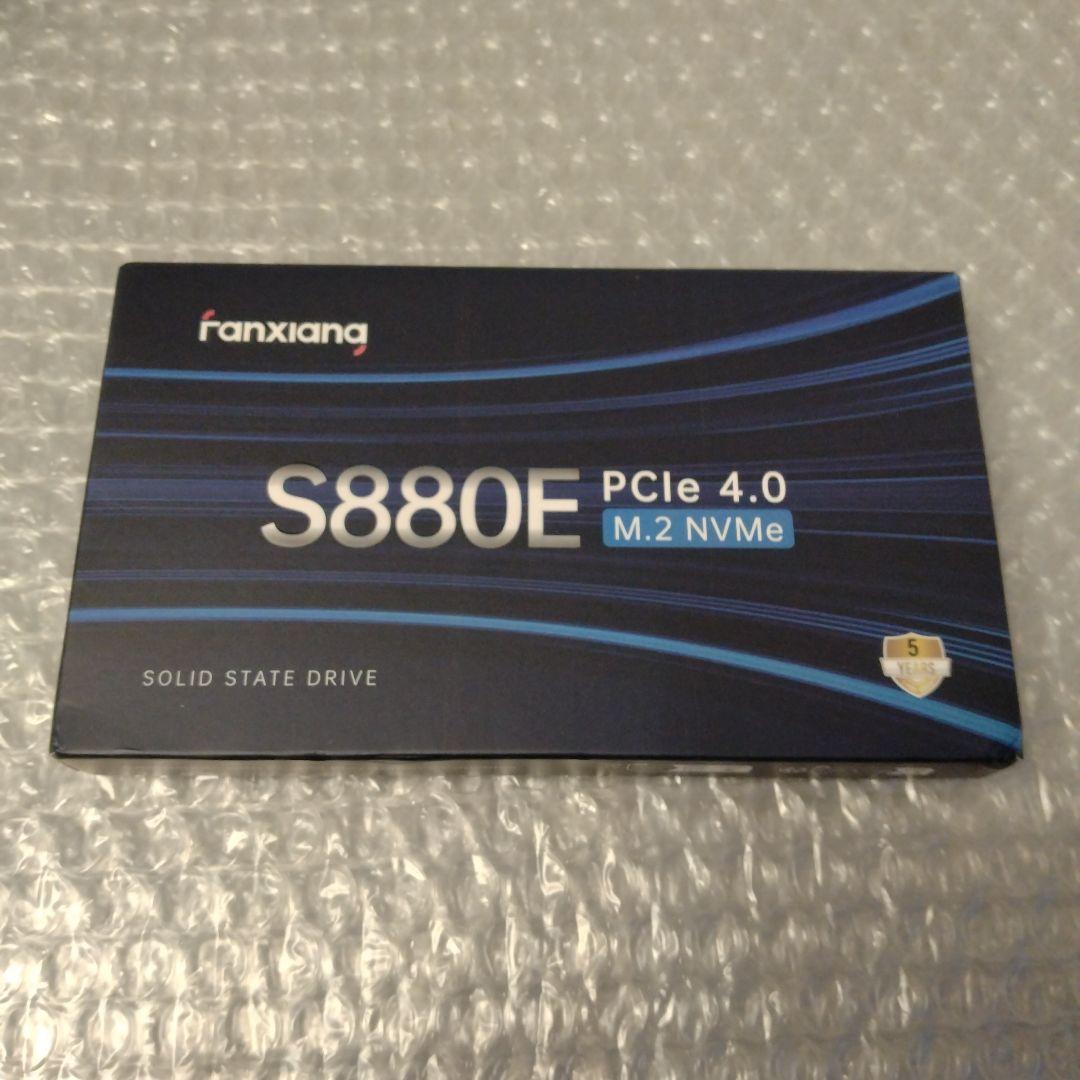 fanxiang
S880E
PCIe 4.0
M.2 NVMe
SOLID STATE DRIVE
5
YEARS